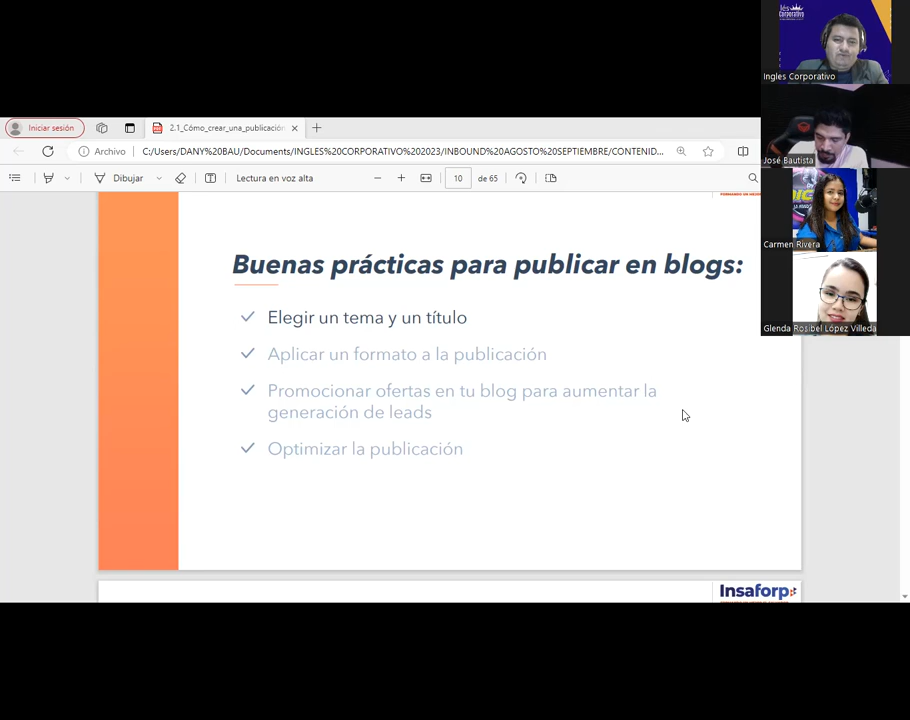 lés
Corporativo
Ingles Corporativo
Iniciar sesión
2.1_Cómo_crear_una_publicación
Archivo
C:/Users/DANY%20BAU/Documents/INGLES%20CORPORATIVO%202023/INBOUND%20AGOSTO%20SEPTIEMBRE/CONTENID...
José Bautista
Dibujar
Lectura en voz alta
10
de 65
Buenas prácticas para publicar en blogs:
Carmen Rivera
Elegir un tema y un título
Glenda Rosibel López Villeda
Aplicar un formato a la publicación
Promocionar ofertas en tu blog para aumentar la
generación de leads
Optimizar la publicación
Insaforp